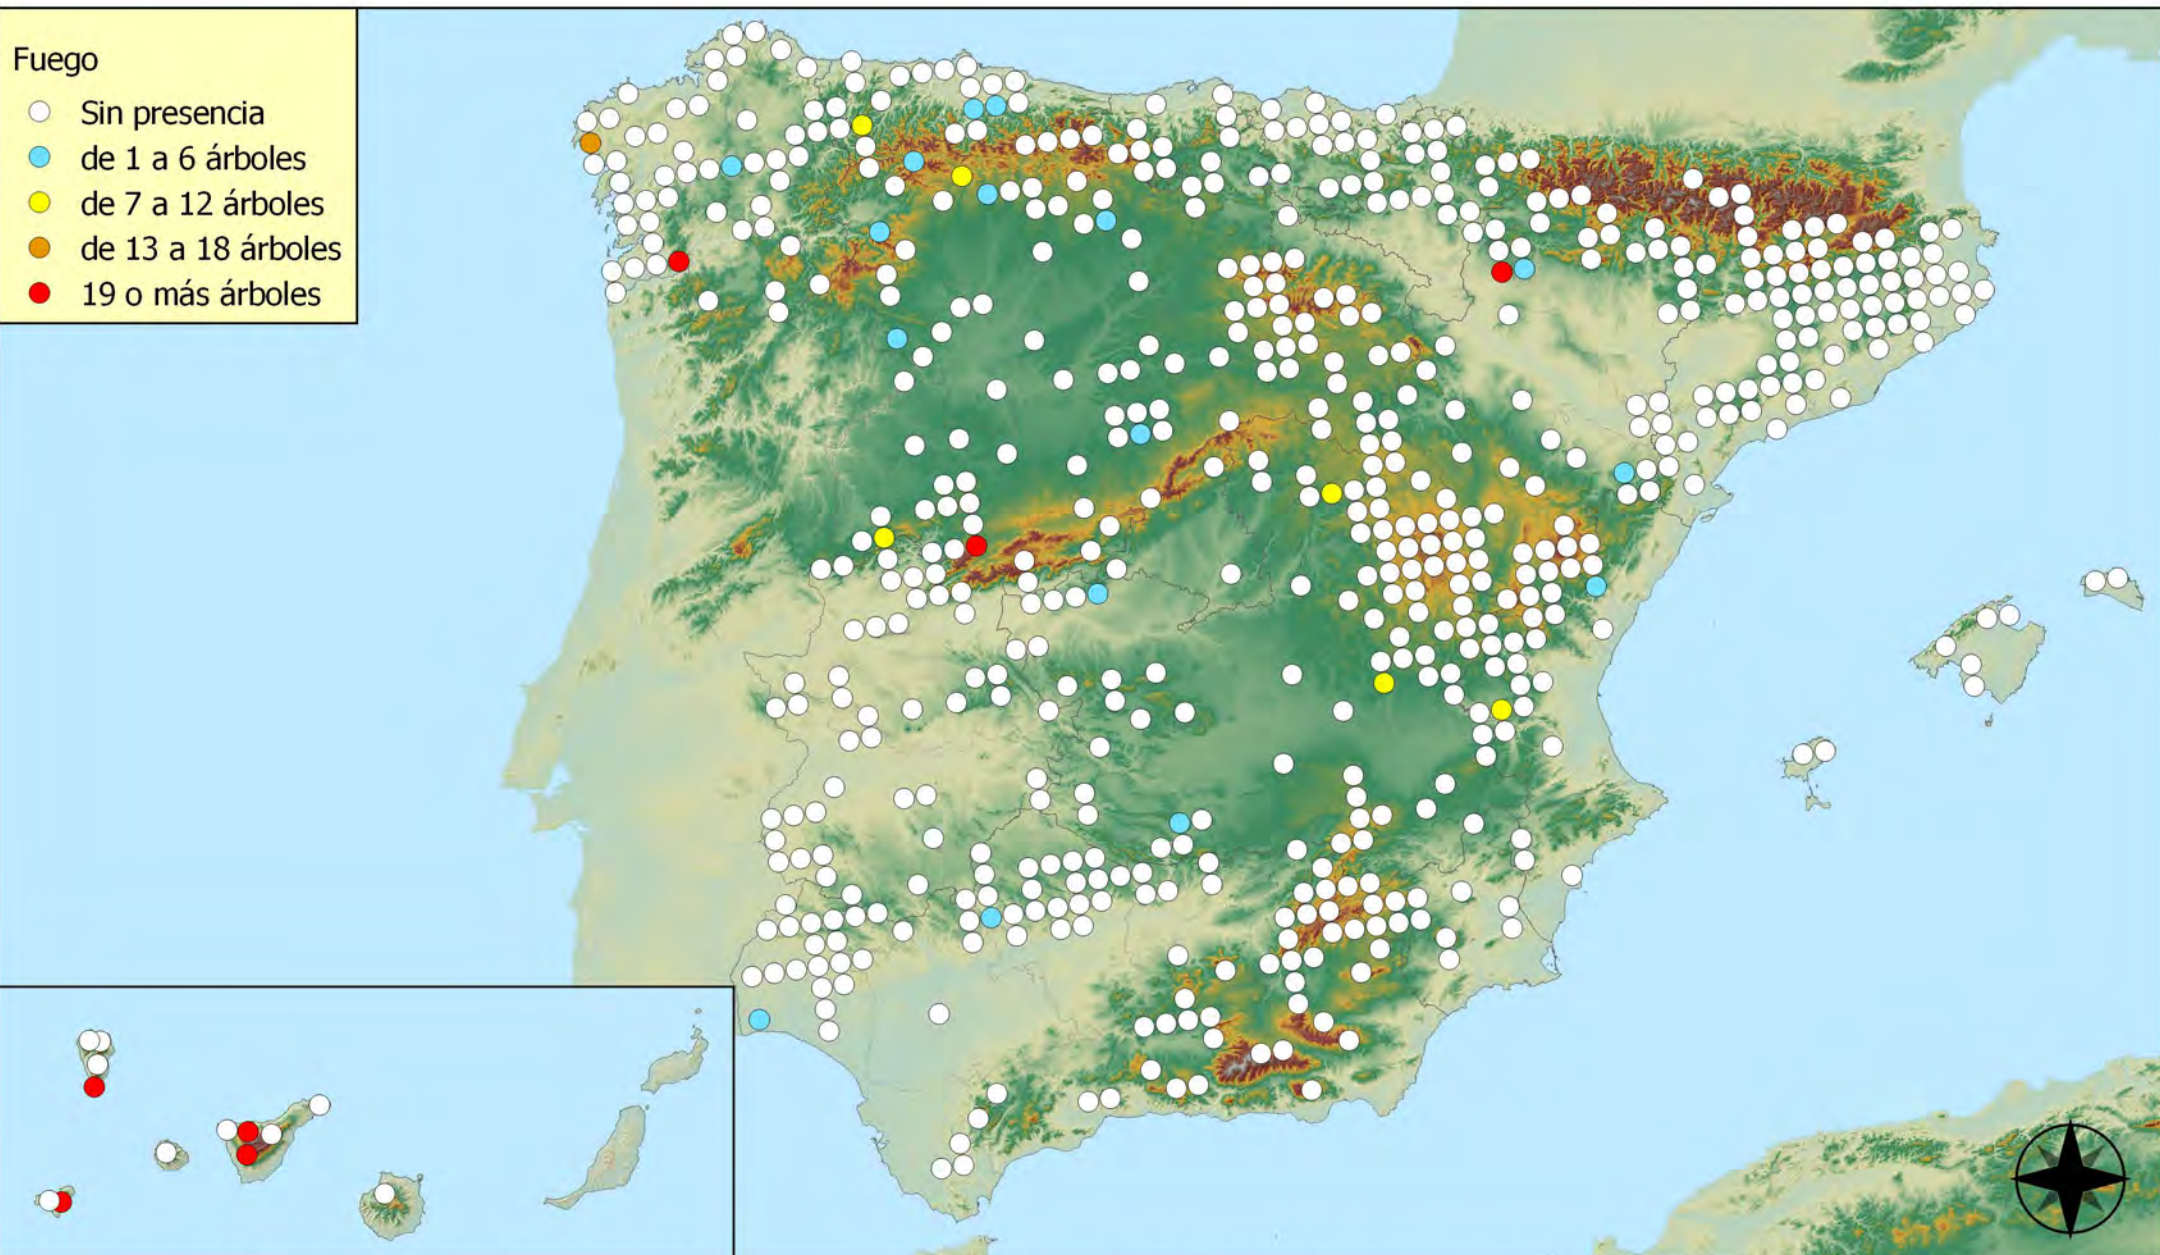 Fuego
Sin presencia
de 1 a 6 árboles
de 7 a 12 árboles
de 13 a 18 árboles
19 o más árboles